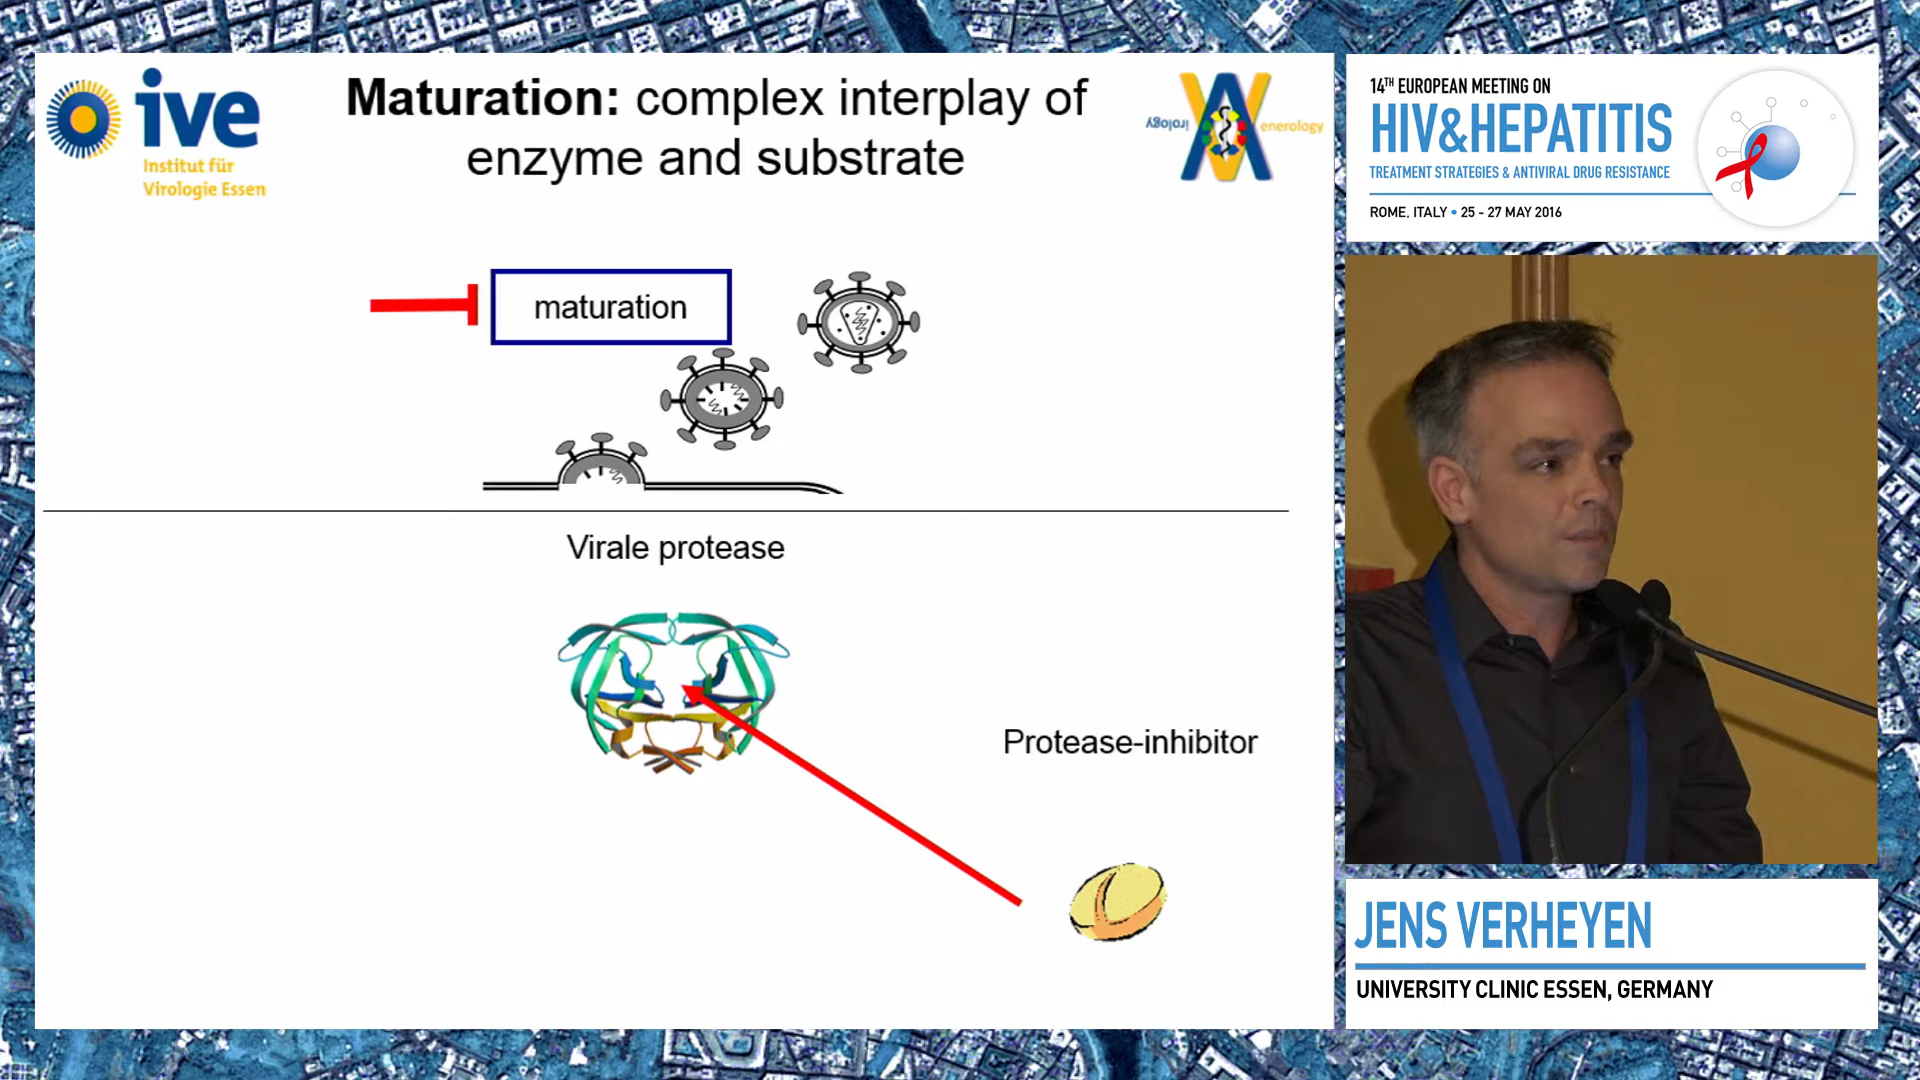 ive
Institut für
Virologie Essen
Maturation: complex interplay of
enzyme and substrate
virology
enerology
maturation
Virale protease
Protease-inhibitor
14TH EUROPEAN MEETING ON
HIV&HEPATITIS
TREATMENT STRATEGIES & ANTIVIRAL DRUG RESISTANCE
ROME, ITALY • 25 - 27 MAY 2016
JENS VERHEYEN
UNIVERSITY CLINIC ESSEN, GERMANY